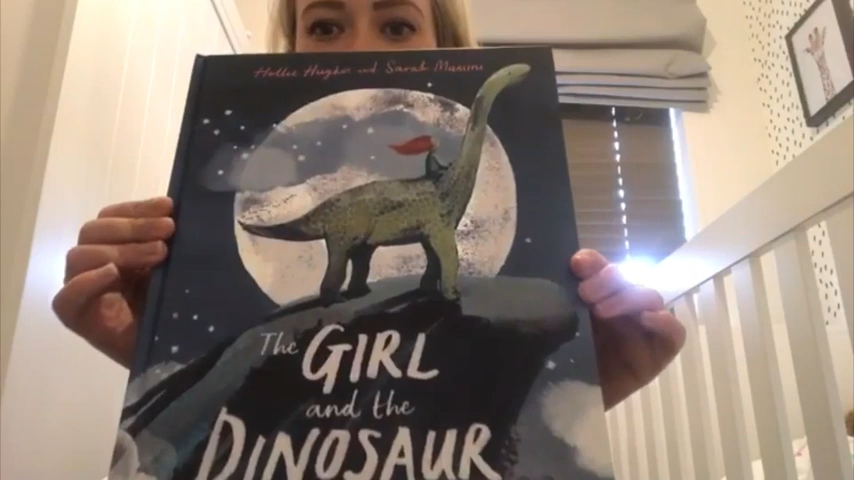 Hollie Hughes and Sarah Massini
The
GIRL
and the
DINOSAUR